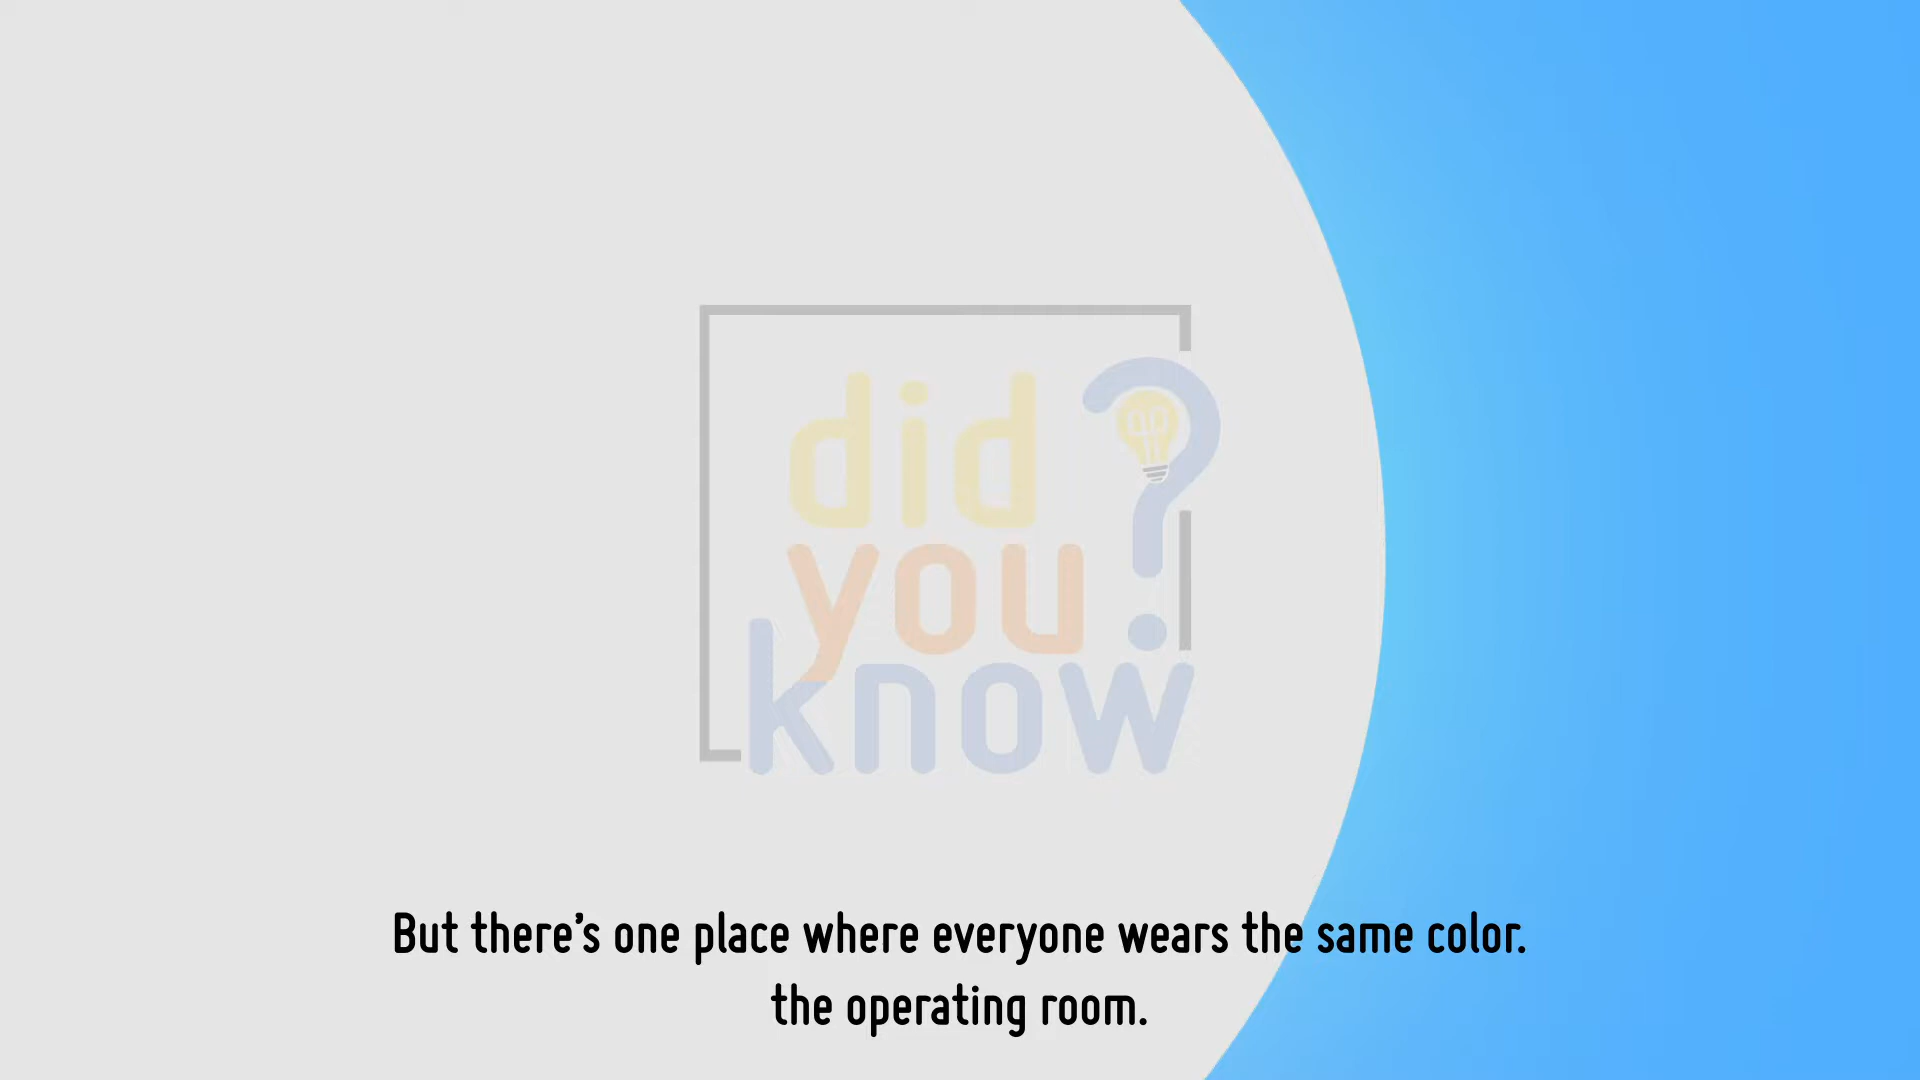 did
you
know?
But there's one place where everyone wears the same color.
the operating room.